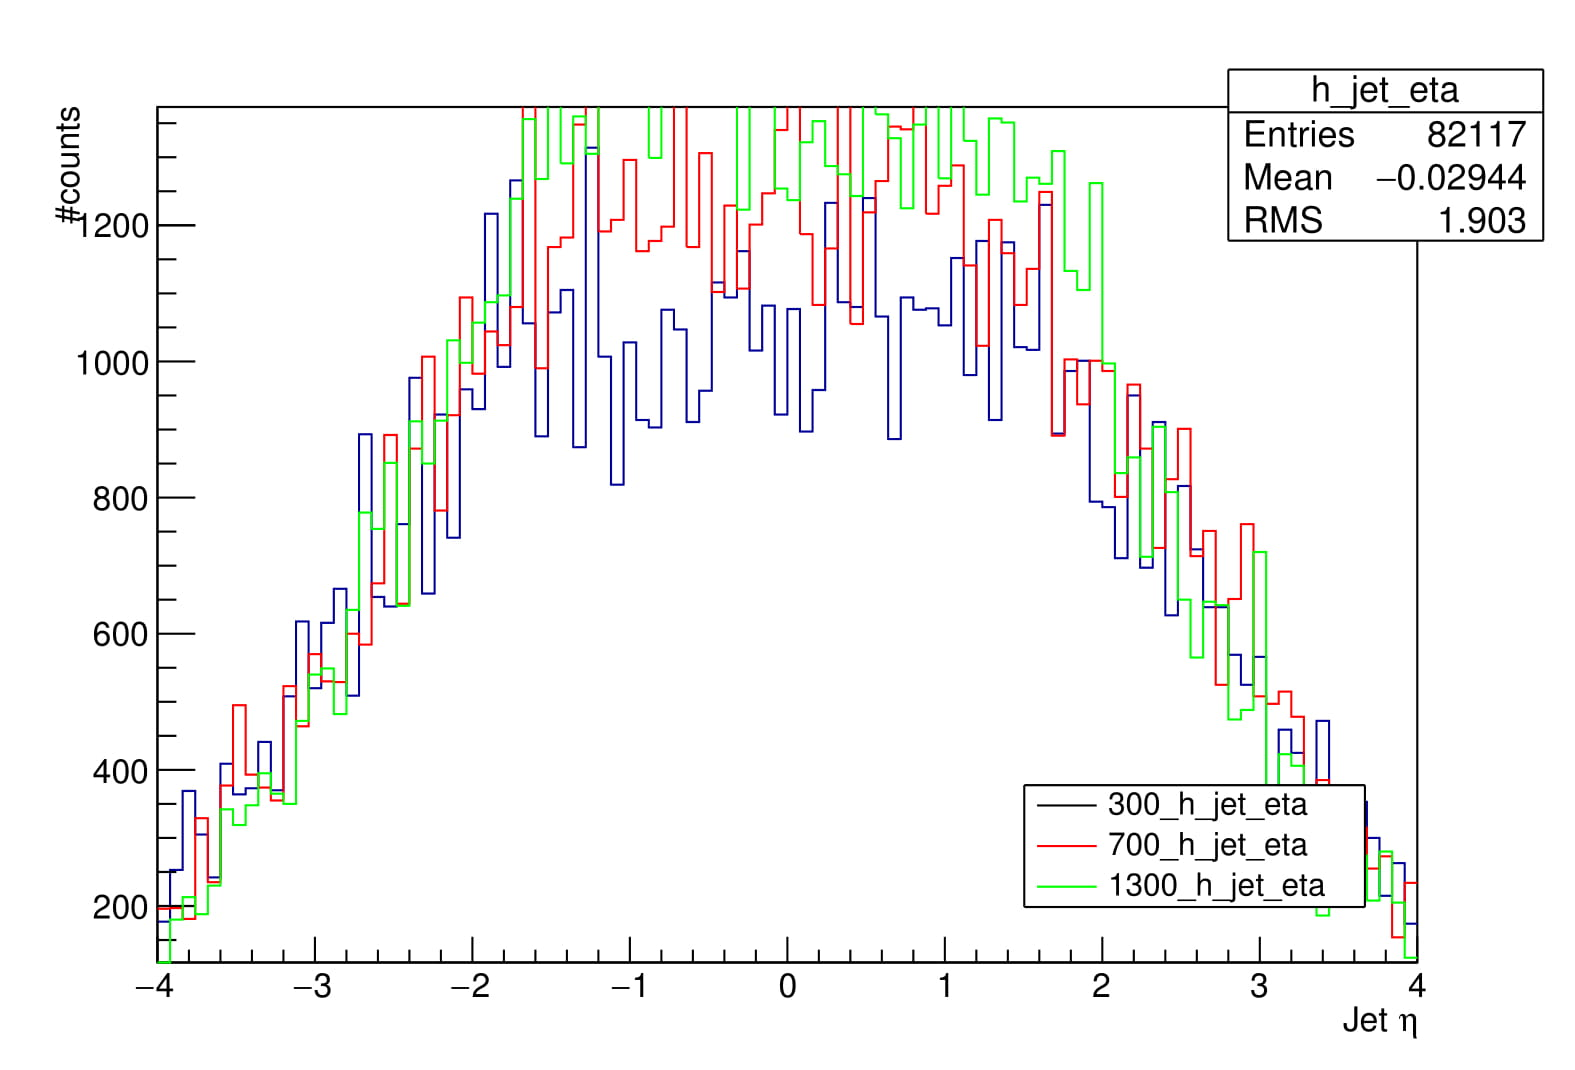 h_jet_eta
Entries 82117
Mean −0.02944
RMS 1.903
#counts
1200
1000
800
600
400
200
300_h_jet_eta
700_h_jet_eta
1300_h_jet_eta
−4 −3 −2 −1 0 1 2 3 4
Jet η